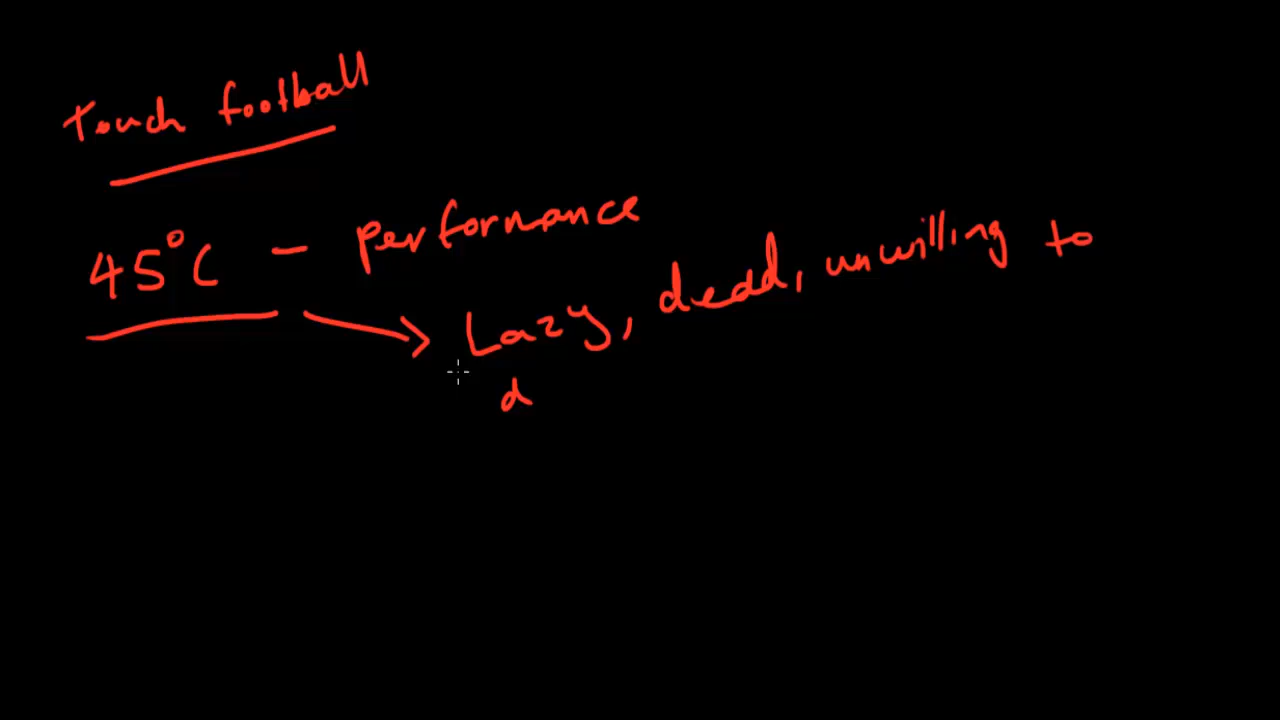 Touch football
45°C - performance
Lazy, dead, unwilling to
d